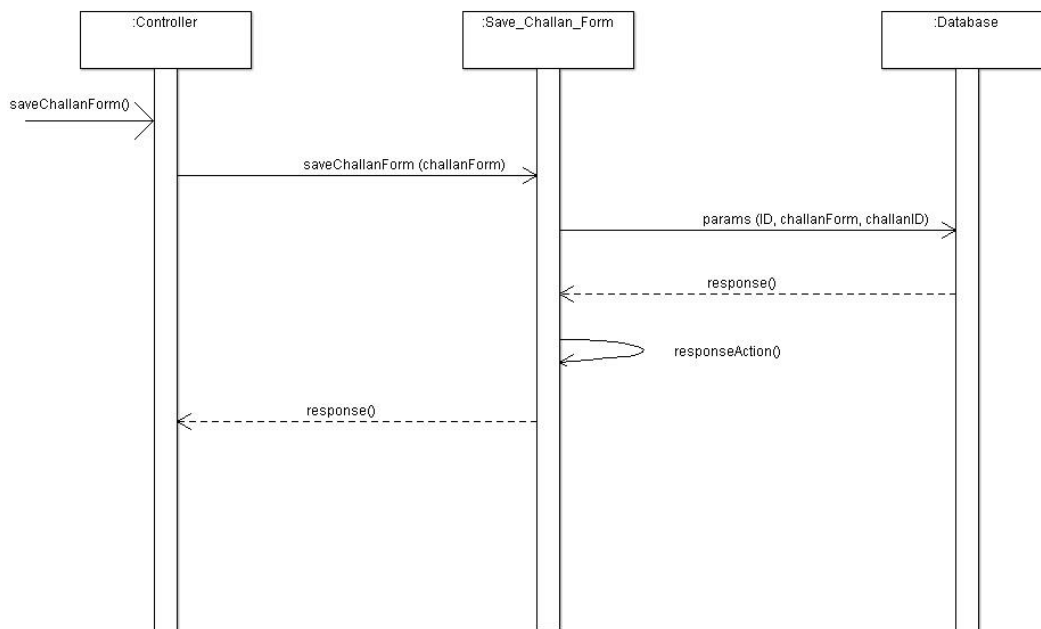 :Controller
:Save_Challan_Form
:Database
saveChallanForm()
saveChallanForm (challanForm)
params (ID, challanForm, challanID)
response()
responseAction()
response()